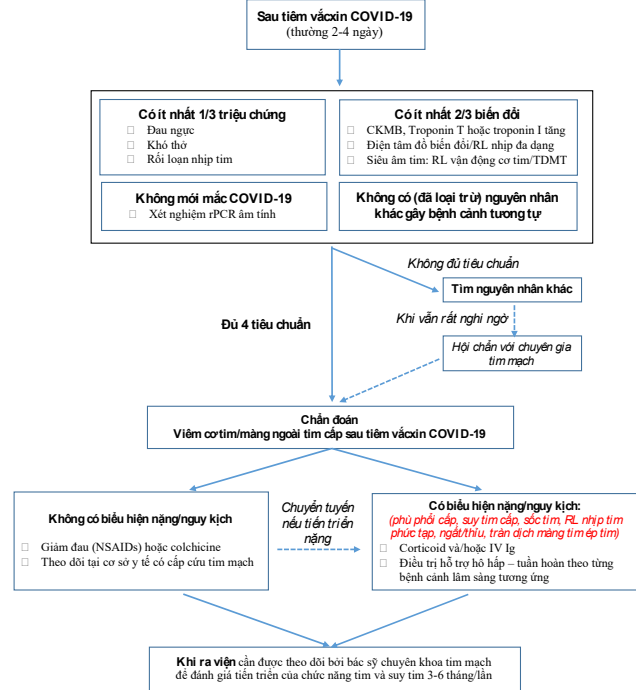 Sau tiêm vắcxin COVID-19
(thường 2-4 ngày)
Có ít nhất 1/3 triệu chứng
Đau ngực
Khó thở
Rối loạn nhịp tim
Có ít nhất 2/3 biến đổi
CKMB, Troponin T hoặc troponin I tăng
Điện tâm đồ biến đổi/RL nhịp đa dạng
Siêu âm tim: RL vận động cơ tim/TDMT
Không mới mắc COVID-19
Xét nghiệm rPCR âm tính
Không có (đã loại trừ) nguyên nhân
khác gây bệnh cảnh tương tự
Không đủ tiêu chuẩn
Tìm nguyên nhân khác
Đủ 4 tiêu chuẩn
Khi vẫn rất nghi ngờ
Hội chẩn với chuyên gia
tim mạch
Chẩn đoán
Viêm cơ tim/màng ngoài tim cấp sau tiêm vắcxin COVID-19
Không có biểu hiện nặng/nguy kịch
Giảm đau (NSAIDs) hoặc colchicine
Theo dõi tại cơ sở y tế có cấp cứu tim mạch
Chuyển tuyến
nếu tiến triển
nặng
Có biểu hiện nặng/nguy kịch:
(phù phổi cấp, suy tim cấp, sốc tim, RL nhịp tim
phức tạp, ngất/thỉu, tràn dịch màng tim ép tim)
Corticoid và/hoặc IV Ig
Điều trị hỗ trợ hô hấp – tuần hoàn theo từng
bệnh cảnh lâm sàng tương ứng
Khi ra viện cần được theo dõi bởi bác sỹ chuyên khoa tim mạch
để đánh giá tiến triển của chức năng tim và suy tim 3-6 tháng/lần